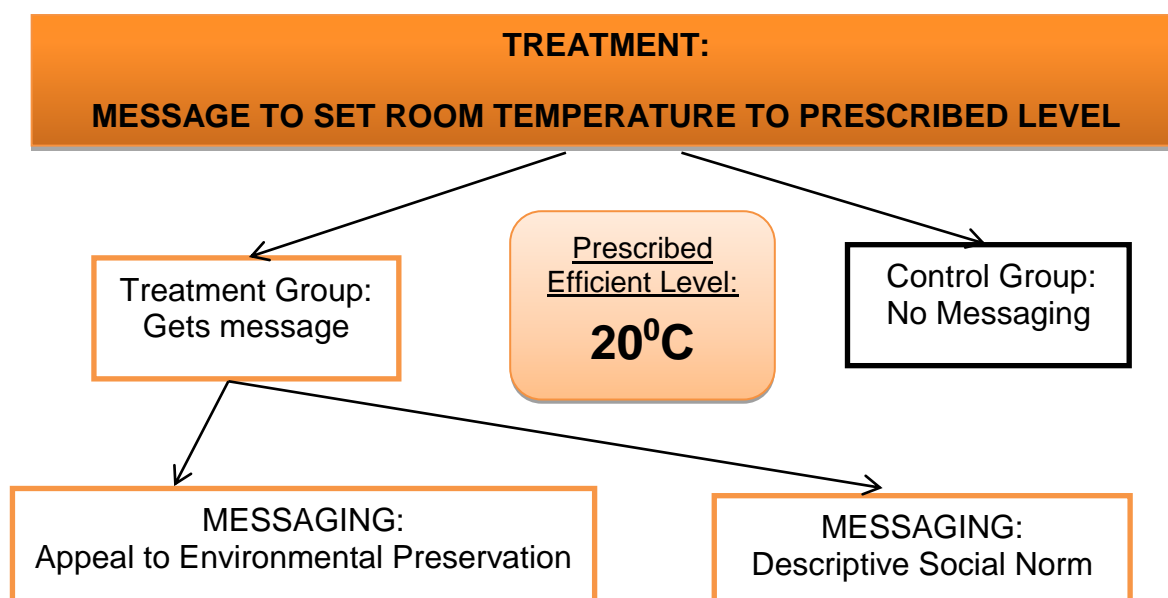 TREATMENT:
MESSAGE TO SET ROOM TEMPERATURE TO PRESCRIBED LEVEL
Treatment Group:
Gets message
Prescribed
Efficient Level:
20⁰C
Control Group:
No Messaging
MESSAGING:
Appeal to Environmental Preservation
MESSAGING:
Descriptive Social Norm